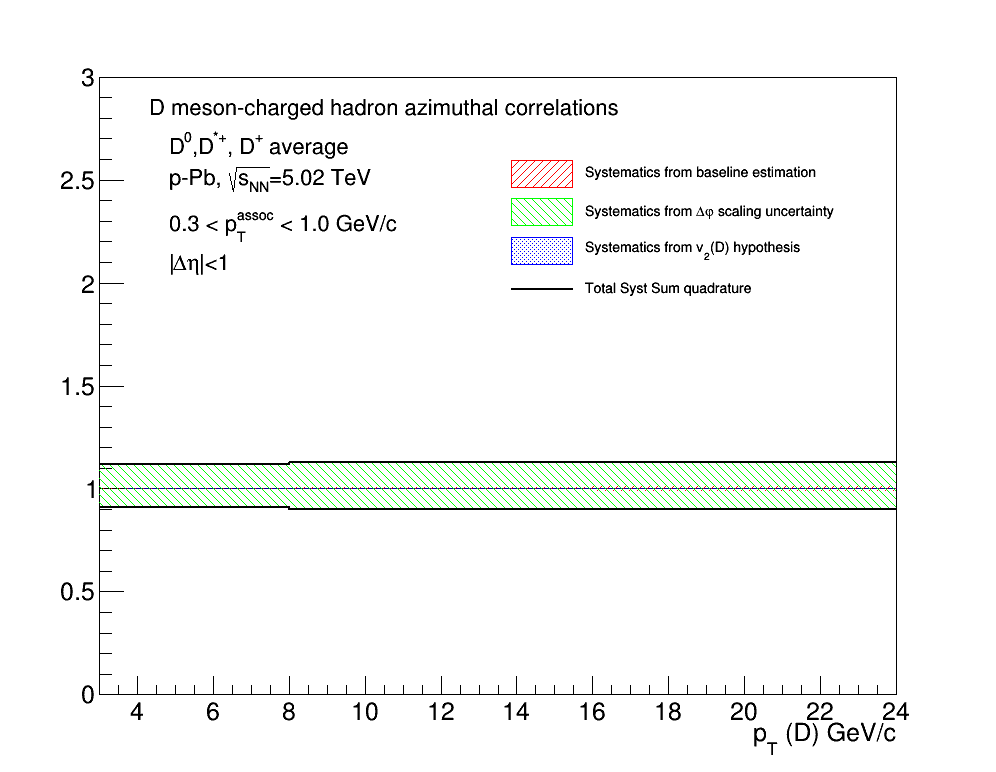 D meson-charged hadron azimuthal correlations
D⁰,D*⁺, D⁺ average
p-Pb, √sNN=5.02 TeV
0.3 < pTassoc < 1.0 GeV/c
|Δη|<1
Systematics from baseline estimation
Systematics from Δφ scaling uncertainty
Systematics from v₂(D) hypothesis
Total Syst Sum quadrature
3
2.5
2
1.5
1
0.5
0
4 6 8 10 12 14 16 18 20 22 24
pT (D) GeV/c